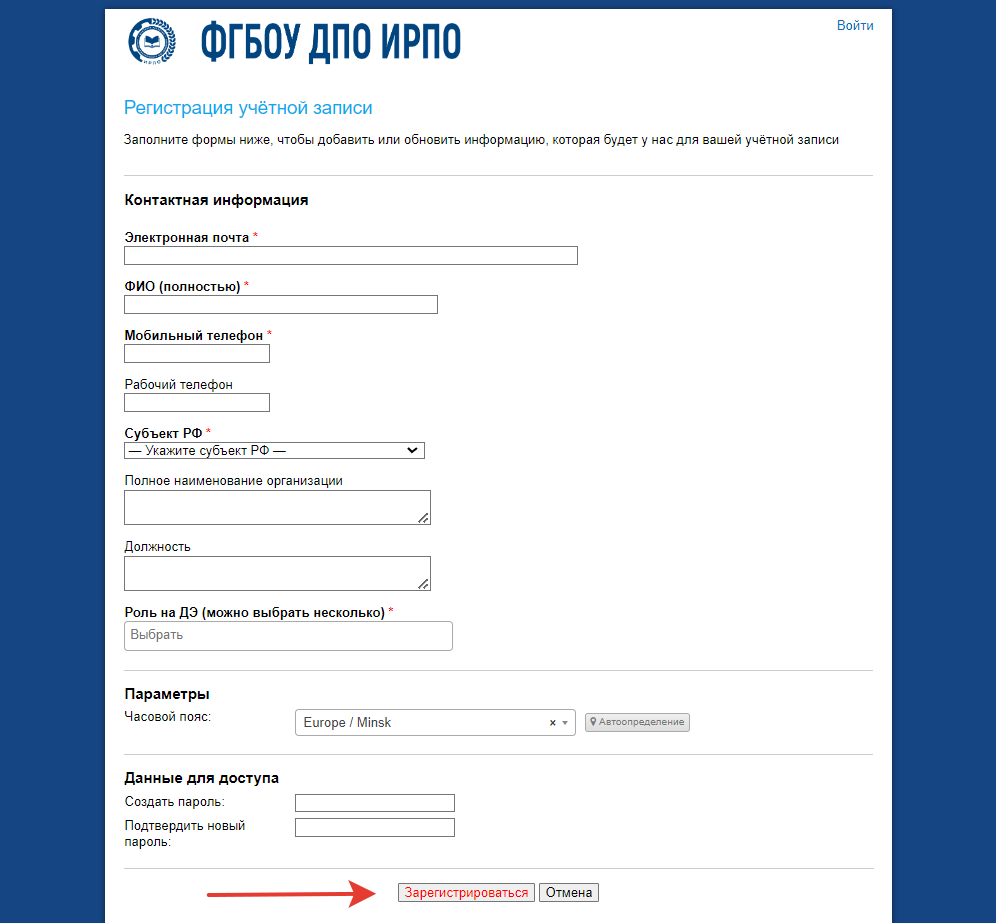 ИРПО
ФГБОУ ДПО ИРПО
Войти
Регистрация учётной записи
Заполните формы ниже, чтобы добавить или обновить информацию, которая будет у нас для вашей учётной записи
Контактная информация
Электронная почта *
ФИО (полностью) *
Мобильный телефон *
Рабочий телефон
Субъект РФ *
— Укажите субъект РФ —
Полное наименование организации
Должность
Роль на ДЭ (можно выбрать несколько) *
Выбрать
Параметры
Часовой пояс:
Europe / Minsk
×
Автоопределение
Данные для доступа
Создать пароль:
Подтвердить новый
пароль:
Зарегистрироваться
Отмена